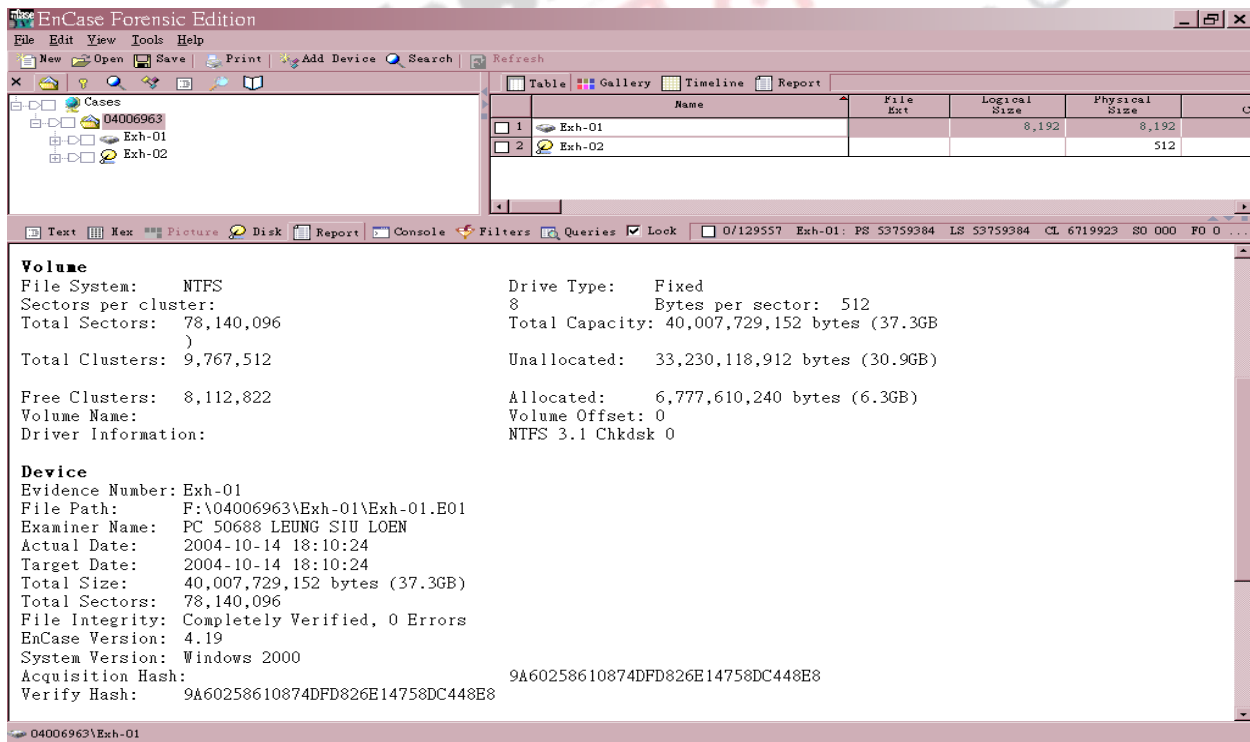 EnCase Forensic Edition
File Edit View Tools Help
New Open Save Print Add Device Search Refresh
Table Gallery Timeline Report
Cases
04006963
Exh-01
Exh-02
Name File Ext Logical Size Physical Size
1 Exh-01 8,192 8,192
2 Exh-02 512
Text Hex Picture Disk Report Console Filters Queries Lock 0/129557 Exh-01: PS 53759384 LS 53759384 CL 6719923 SO 000 FO 0 ...
Volume
File System: NTFS Drive Type: Fixed
Sectors per cluster: 8 Bytes per sector: 512
Total Sectors: 78,140,096 Total Capacity: 40,007,729,152 bytes (37.3GB
)
Total Clusters: 9,767,512 Unallocated: 33,230,118,912 bytes (30.9GB)
Free Clusters: 8,112,822 Allocated: 6,777,610,240 bytes (6.3GB)
Volume Name: Volume Offset: 0
Driver Information: NTFS 3.1 Chkdsk 0
Device
Evidence Number: Exh-01
File Path: F:\04006963\Exh-01\Exh-01.E01
Examiner Name: PC 50688 LEUNG SIU LOEN
Actual Date: 2004-10-14 18:10:24
Target Date: 2004-10-14 18:10:24
Total Size: 40,007,729,152 bytes (37.3GB)
Total Sectors: 78,140,096
File Integrity: Completely Verified, 0 Errors
EnCase Version: 4.19
System Version: Windows 2000
Acquisition Hash: 9A60258610874DFD826E14758DC448E8
Verify Hash: 9A60258610874DFD826E14758DC448E8
04006963\Exh-01